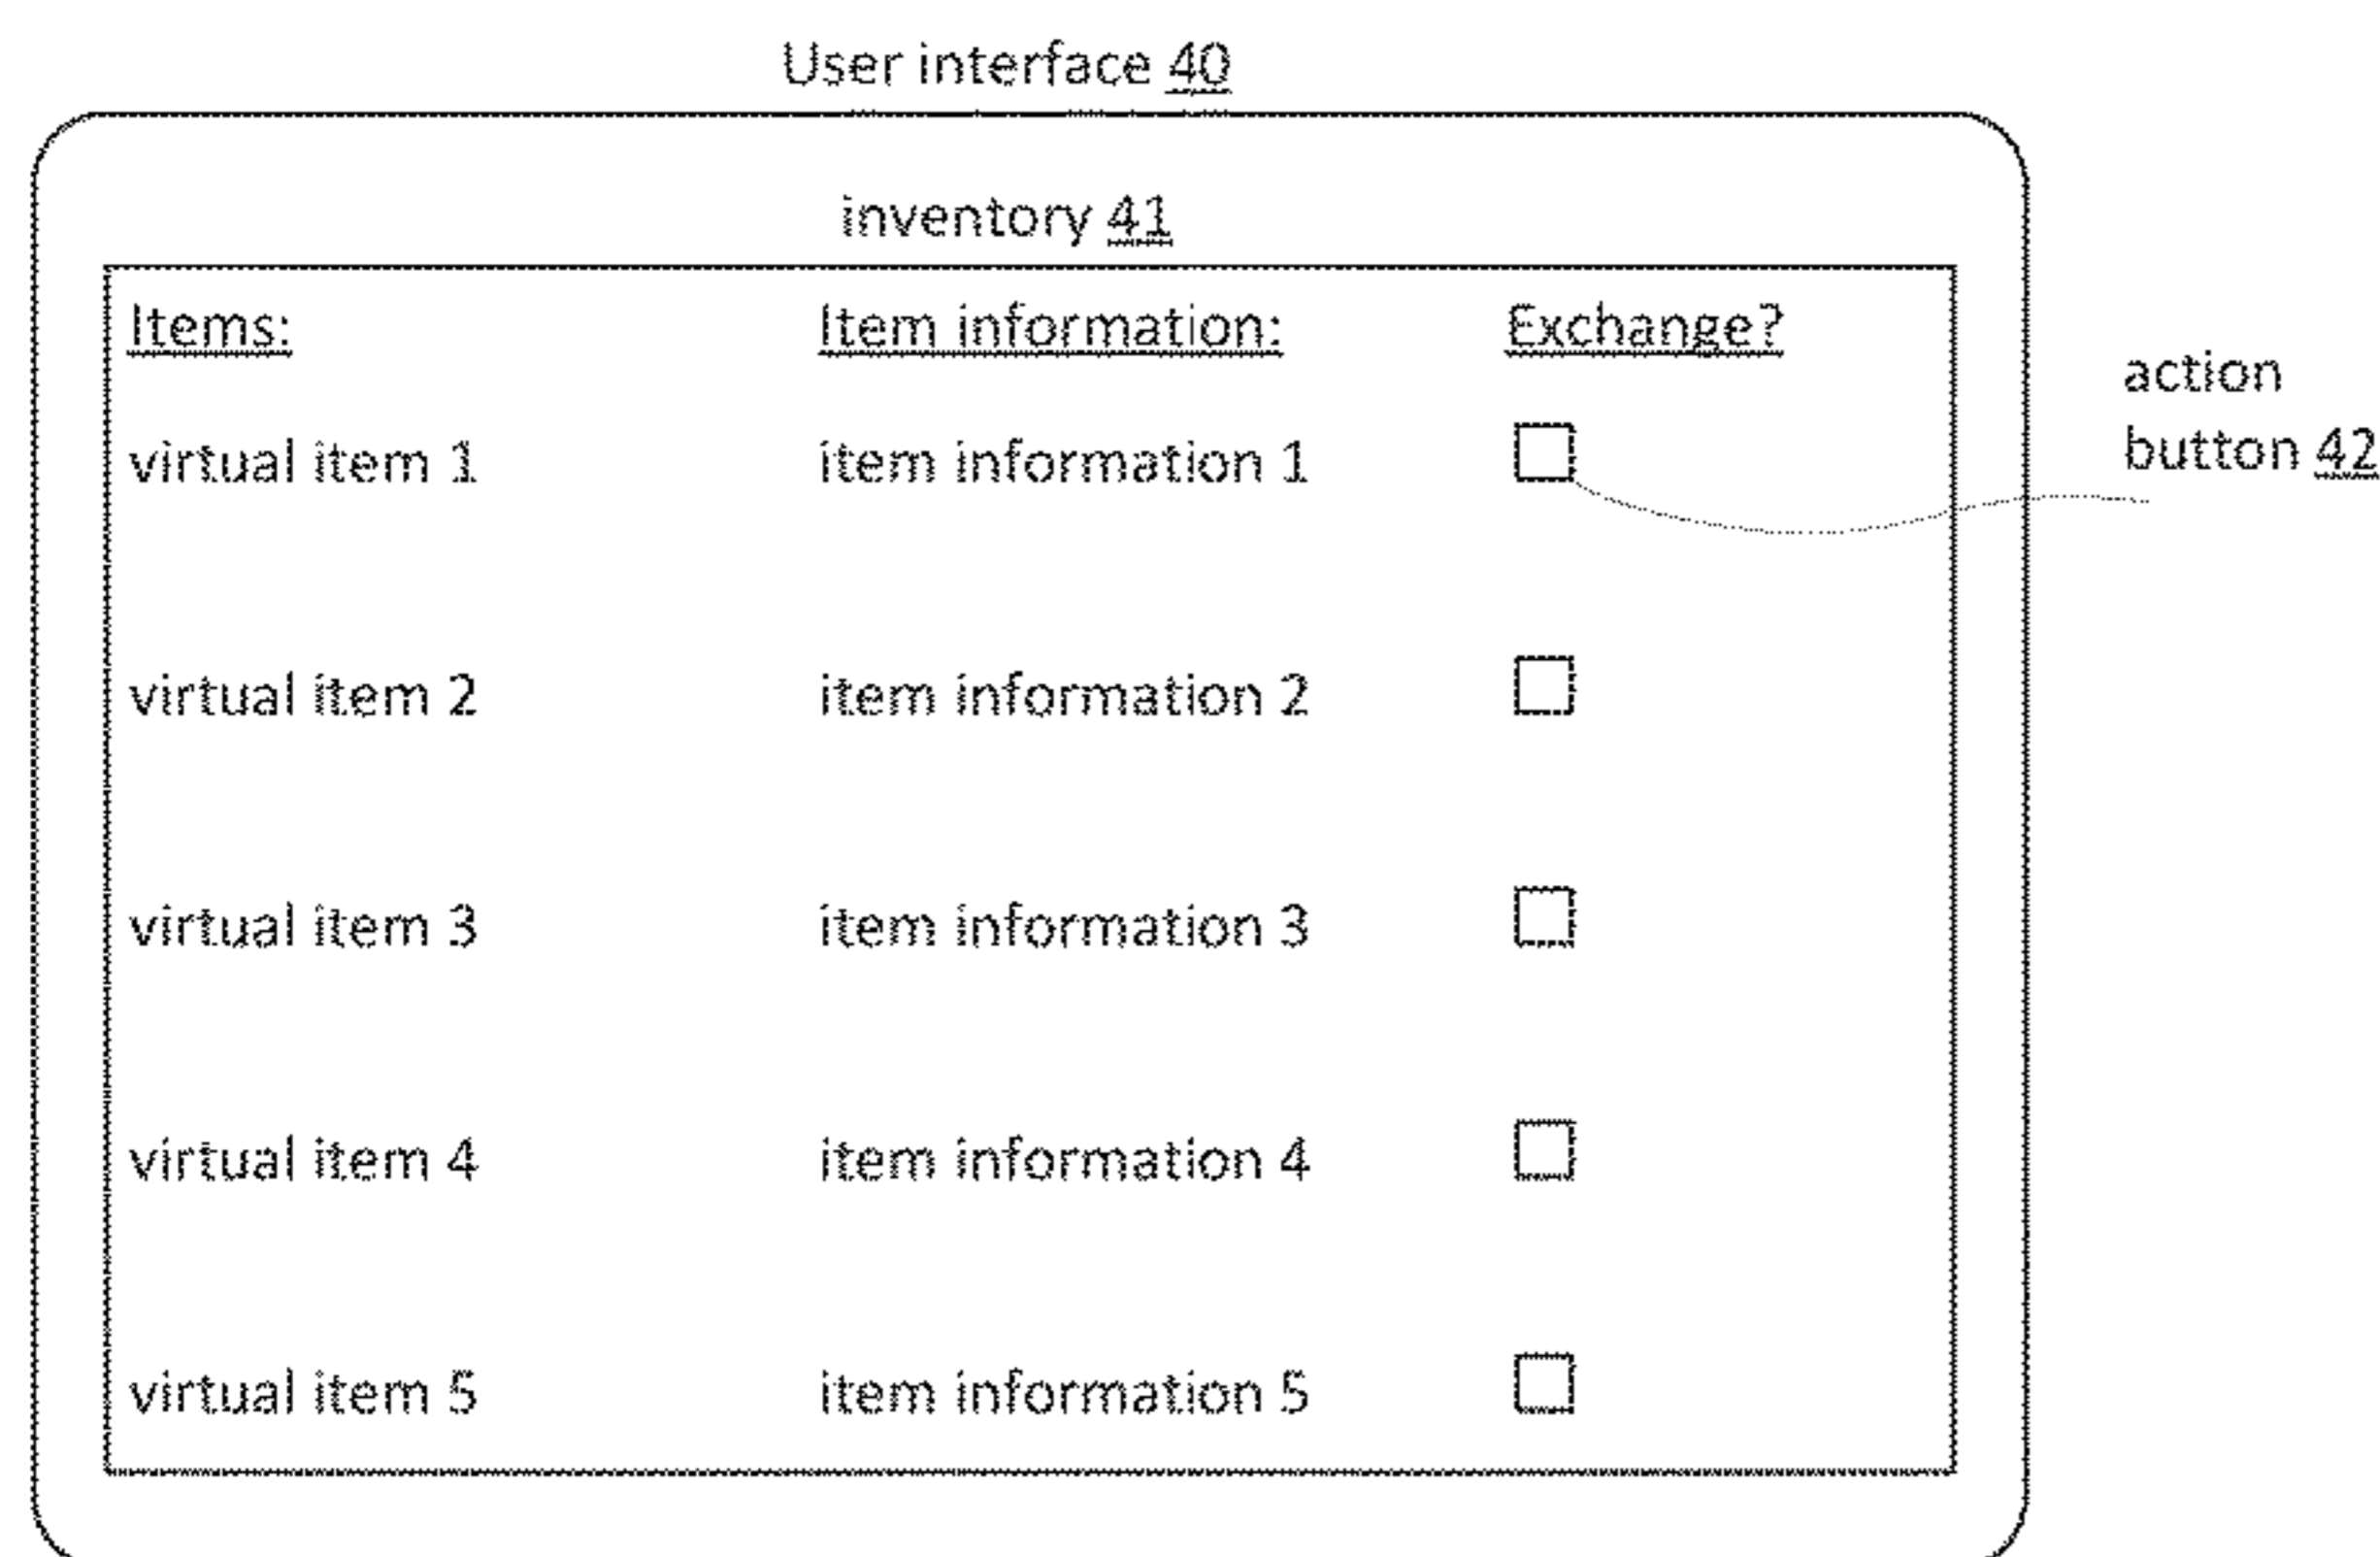 User interface 40
inventory 41
Items: Item information: Exchange?
action
button 42
virtual item 1 item information 1
virtual item 2 item information 2
virtual item 3 item information 3
virtual item 4 item information 4
virtual item 5 item information 5